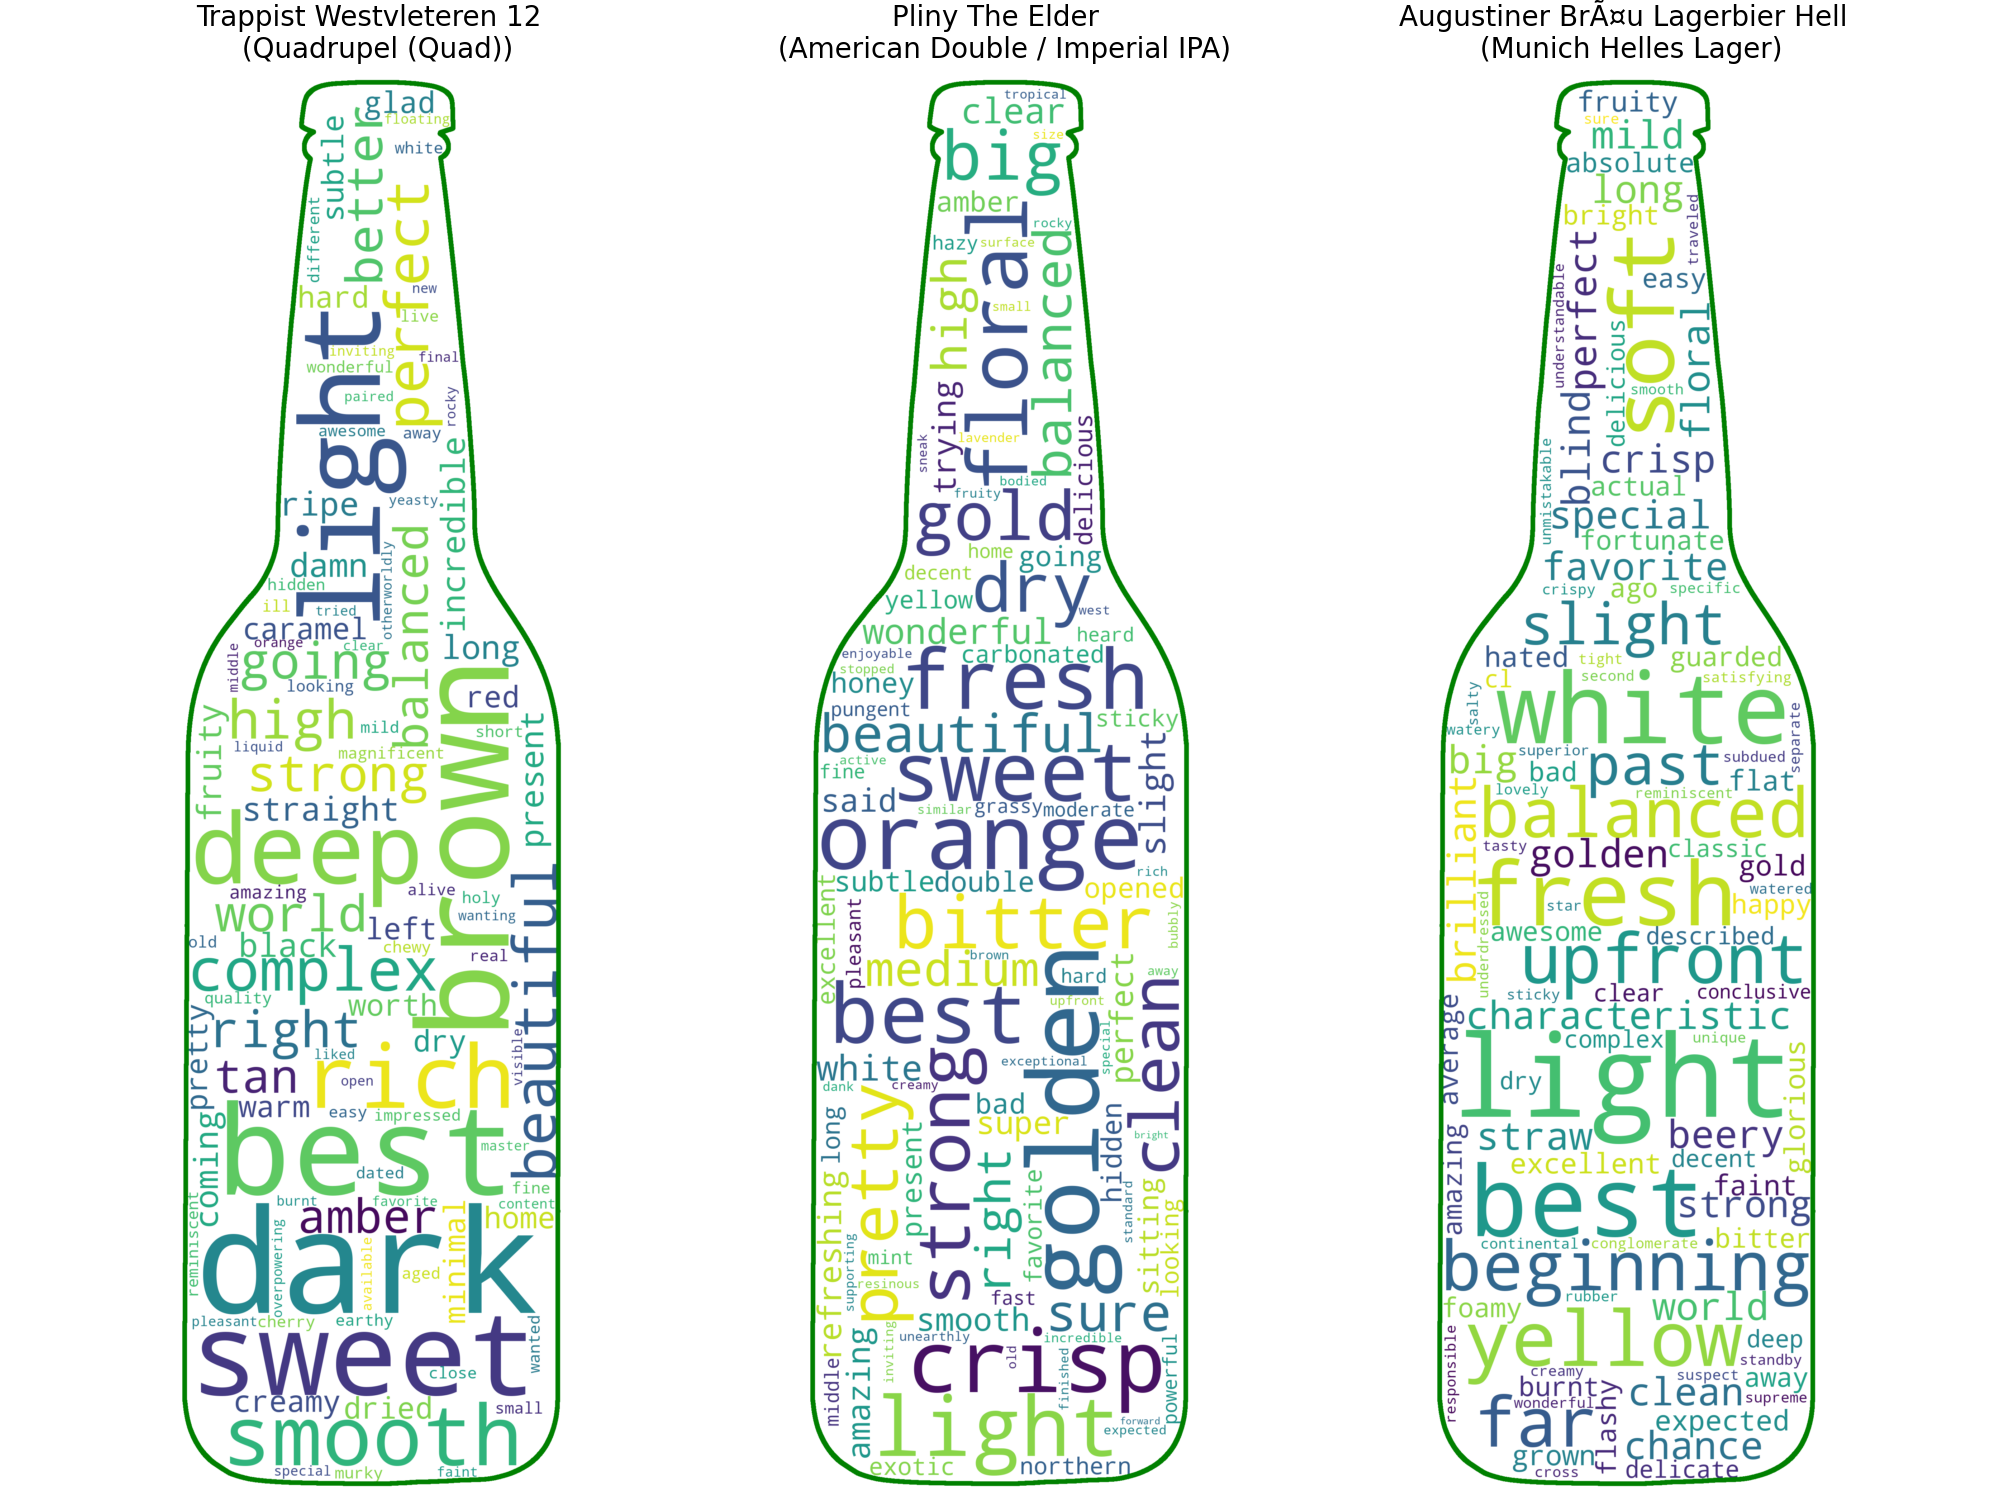 Trappist Westvleteren 12
(Quadrupel (Quad))
glad
floating
subtle
better
white
different
perfect
hard
new
live
light
inviting
final
wonderful
paired
rocky
awesome
away
incredible
ripe
yeasty
balanced
damn
otherworldly
hidden
ill
tried
caramel
orange
clear
long
middle
going
looking
brown
red
fruity
high
mild
short
present
liquid
magnificent
strong
straight
deep
beautiful
amazing
alive
holy
world
left
wanting
old
black
chewy
real
complex
quality
worth
pretty
right
dry
liked
visible
tan
rich
open
warm
easy
impressed
coming
best
master
dated
fine
reminiscent
burnt
favorite
content
amber
minimal
home
dark
overpowering
available
aged
pleasant
cherry
earthy
wanted
sweet
close
creamy
dried
small
smooth
special
murky
faint
Pliny The Elder
(American Double / Imperial IPA)
tropical
clear
size
big
amber
floral
rocky
hazy
surface
balanced
high
small
trying
delicious
sneak
lavender
bodied
fruity
gold
home
going
decent
dry
yellow
west
wonderful
heard
enjoyable
carbonated
stopped
fresh
honey
pungent
sticky
beautiful
slight
active
fine
sweet
said
similar
grassy
moderate
orange
rich
subtle
double
opened
excellent
pleasant
bitter
bubbly
brown
medium
golden
hard
perfect
away
clean
best
upfront
special
white
strong
exceptional
dank
creamy
pretty
bad
super
long
hidden
bright
present
right
refreshing
favorite
standard
sitting
looking
supporting
mint
resinous
fast
smooth
sure
unearthly
incredible
amazing
inviting
old
crisp
finished
powerful
middle
light
forward
expected
exotic
northern
Augustiner BrÃ¤u Lagerbier Hell
(Munich Helles Lager)
fruity
sure
mild
absolute
long
bright
traveled
perfect
soft
understandable
easy
floral
delicious
smooth
blind
crisp
unmistakable
actual
special
fortunate
favorite
crispy
ago
specific
slight
hated
tight
guarded
cl
second
satisfying
white
salty
watery
separate
big
superior
past
subdued
bad
flat
brilliant
lovely
reminiscent
balanced
tasty
golden
classic
gold
fresh
watered
underdressed
star
happy
awesome
described
upfront
sticky
clear
conclusive
average
characteristic
complex
unique
light
dry
glorious
amazing
straw
beery
excellent
decent
best
faint
strong
continental
conglomerate
bitter
beginning
foamy
rubber
world
responsible
yellow
deep
standby
creamy
suspect
away
burnt
clean
wonderful
supreme
far
flashy
expected
grown
chance
cross
delicate